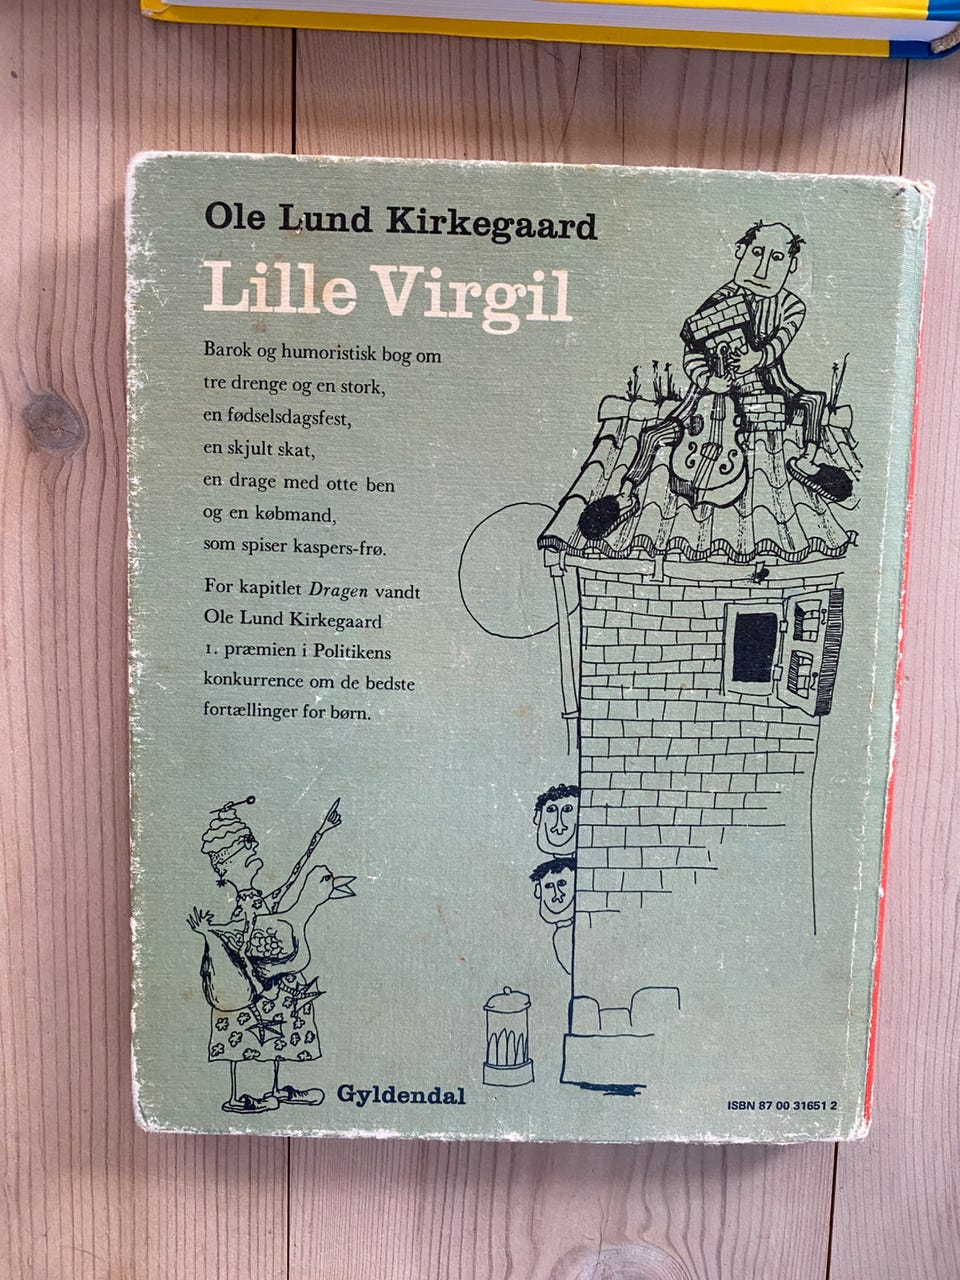 Ole Lund Kirkegaard
Lille Virgil
Barok og humoristisk bog om
tre drenge og en stork,
en fødselsdagsfest,
en skjult skat,
en drage med otte ben
og en købmand,
som spiser kaspers-frø.
For kapitlet Dragen vandt
Ole Lund Kirkegaard
1. præmien i Politikens
konkurrence om de bedste
fortællinger for børn.
Gyldendal
ISBN 87 00 31651 2